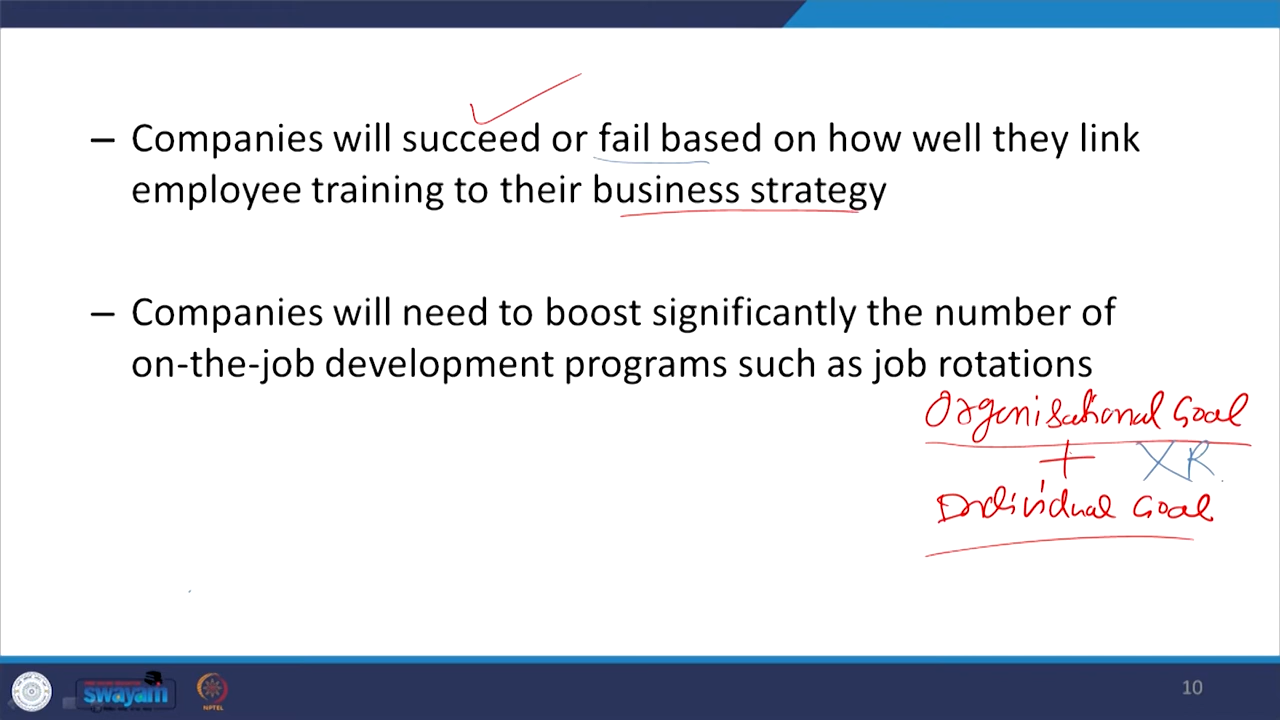 – Companies will succeed or fail based on how well they link
employee training to their business strategy
– Companies will need to boost significantly the number of
on-the-job development programs such as job rotations
Organisational Goal
+ XR
Individual Goal
swayam
NPTEL
10